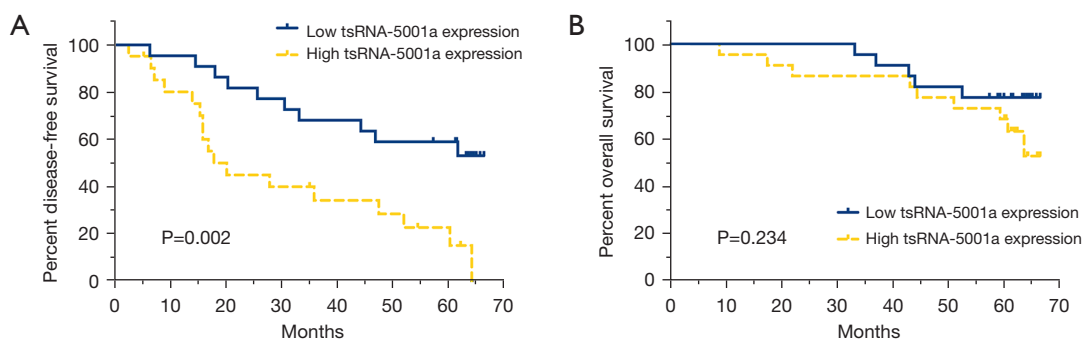 A
Low tsRNA-5001a expression
High tsRNA-5001a expression
Percent disease-free survival
100
80
60
40
20
0
P=0.002
0 10 20 30 40 50 60 70
Months
B
Percent overall survival
100
80
60
40
20
0
Low tsRNA-5001a expression
High tsRNA-5001a expression
P=0.234
0 10 20 30 40 50 60 70
Months